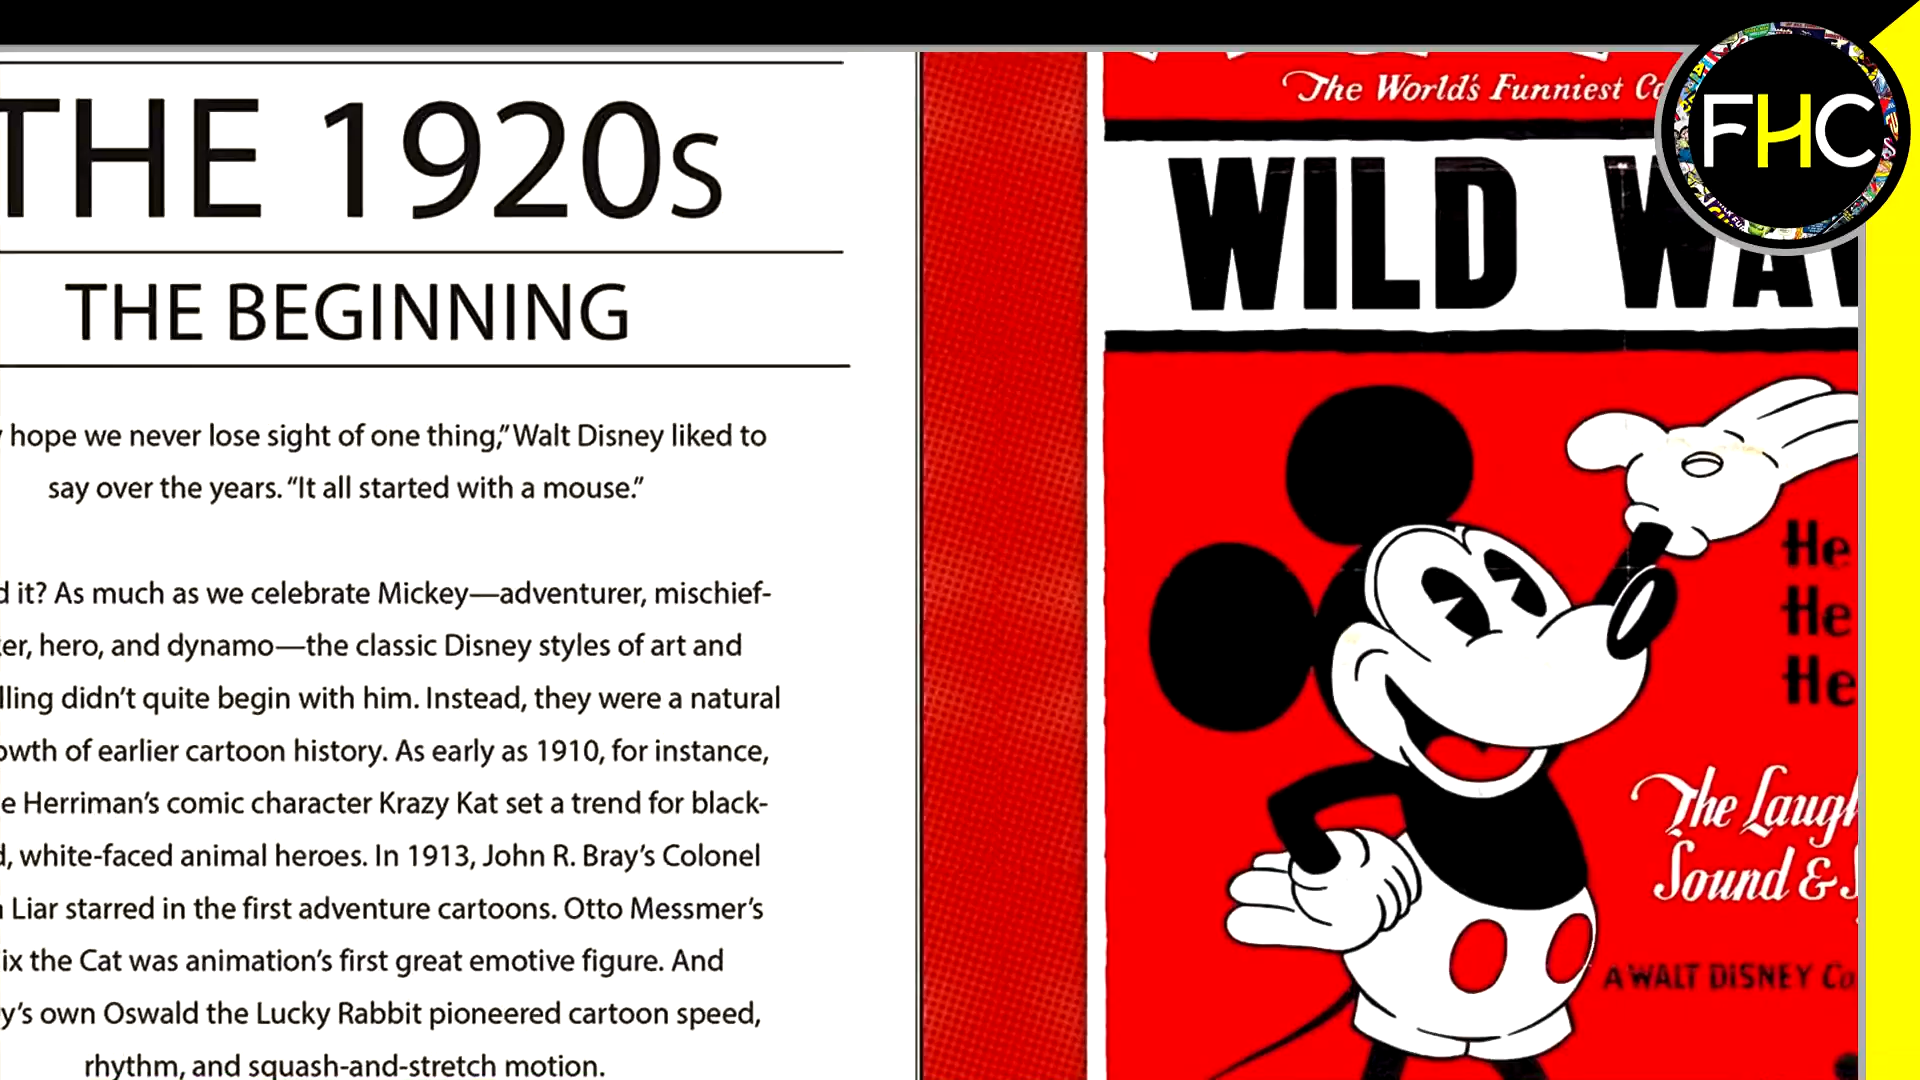 THE 1920s
THE BEGINNING
hope we never lose sight of one thing,” Walt Disney liked to
say over the years. “It all started with a mouse.”
it? As much as we celebrate Mickey—adventurer, mischief-
hero, and dynamo—the classic Disney styles of art and
didn’t quite begin with him. Instead, they were a natural
of earlier cartoon history. As early as 1910, for instance,
Herriman’s comic character Krazy Kat set a trend for black-
white-faced animal heroes. In 1913, John R. Bray’s Colonel
Liar starred in the first adventure cartoons. Otto Messmer’s
the Cat was animation’s first great emotive figure. And
own Oswald the Lucky Rabbit pioneered cartoon speed,
rhythm, and squash-and-stretch motion.
The World's Funniest
WILD
He
He
He
The
Sound &
A WALT DISNEY
FHC